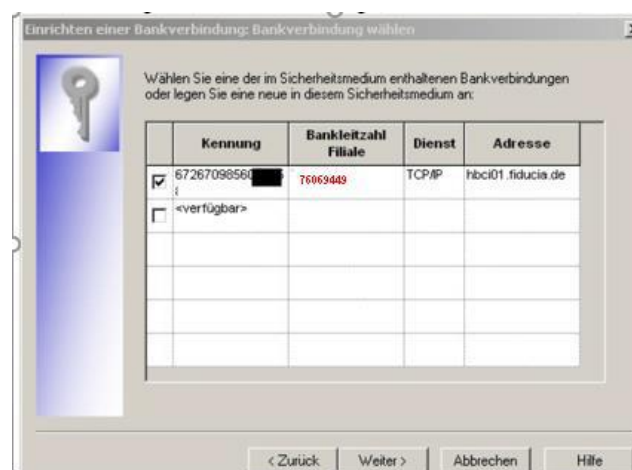 Einrichten einer Bankverbindung: Bankverbindung wählen
Wählen Sie eine der im Sicherheitsmedium enthaltenen Bankverbindungen
oder legen Sie eine neue in diesem Sicherheitsmedium an:
Kennung Bankleitzahl Filiale Dienst Adresse
67267098560 76069449 TCP/IP hbci01.fiducia.de
<verfügbar>
< Zurück Weiter > Abbrechen Hilfe